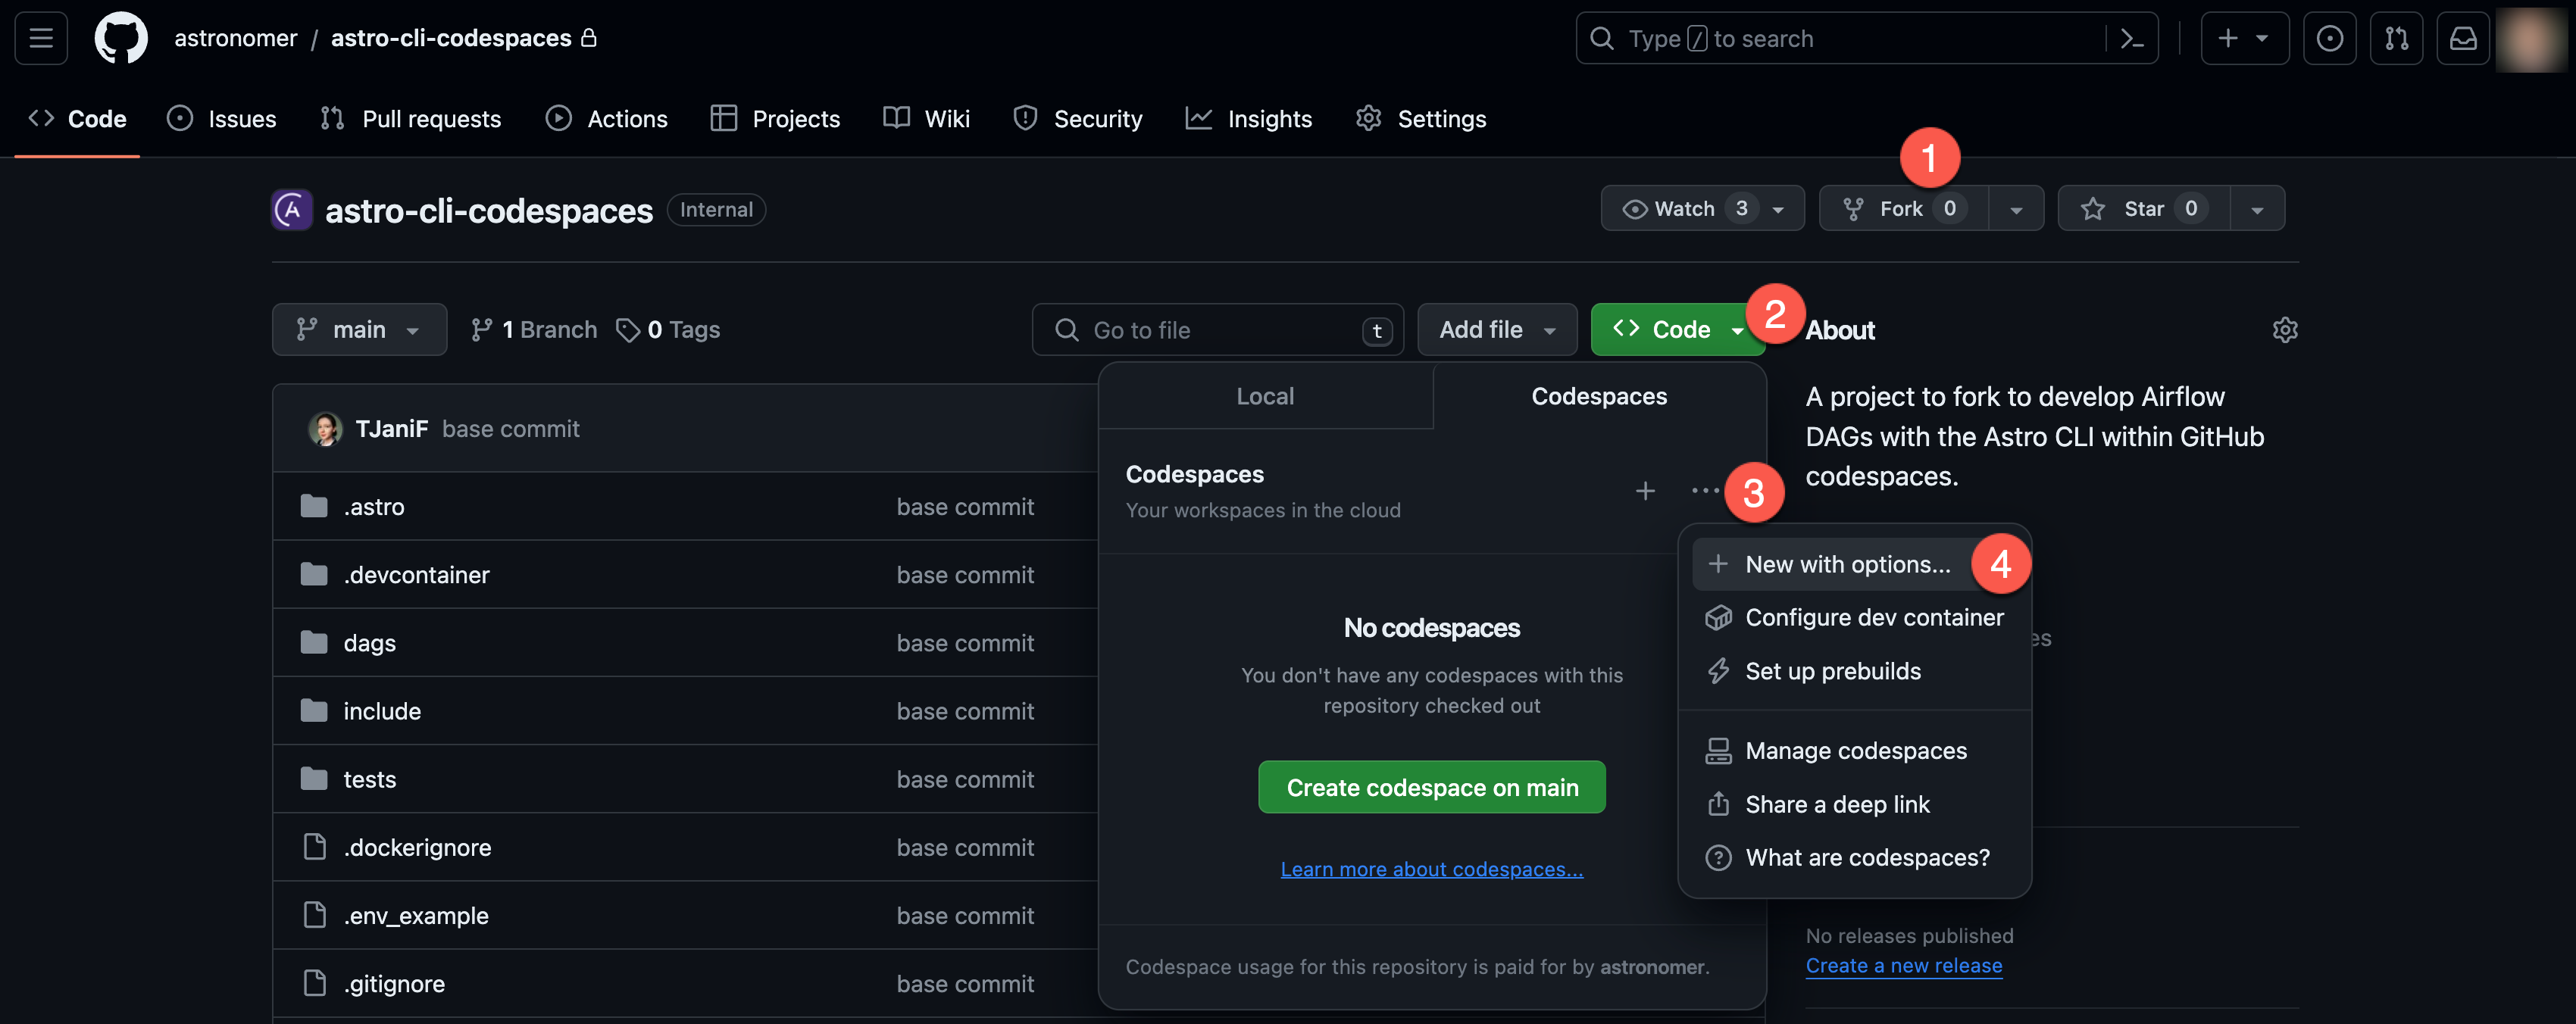 astronomer / astro-cli-codespaces
Type / to search
Code Issues Pull requests Actions Projects Wiki Security Insights Settings
1
astro-cli-codespaces Internal
Watch 3 Fork 0 Star 0
main 1 Branch 0 Tags
Go to file t
Add file
Code
2
Local Codespaces
Codespaces
Your workspaces in the cloud
3
New with options...
4
Configure dev container
Set up prebuilds
Manage codespaces
Share a deep link
What are codespaces?
No codespaces
You don't have any codespaces with this
repository checked out
Create codespace on main
Learn more about codespaces...
Codespace usage for this repository is paid for by astronomer.
TJaniF base commit
.astro base commit
.devcontainer base commit
dags base commit
include base commit
tests base commit
.dockerignore base commit
.env_example base commit
.gitignore base commit
About
A project to fork to develop Airflow
DAGs with the Astro CLI within GitHub
codespaces.
No releases published
Create a new release